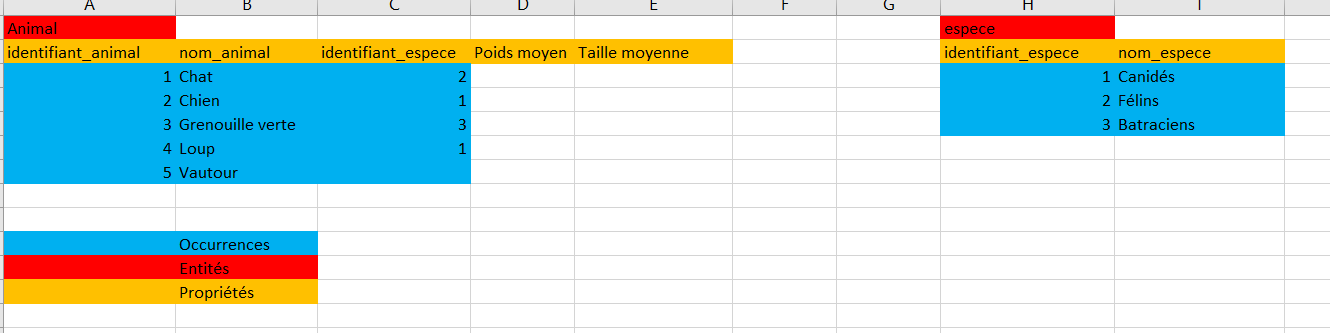 A B C D E F G H I
Animal espece
identifiant_animal nom_animal identifiant_espece Poids moyen Taille moyenne identifiant_espece nom_espece
1 Chat 2 1 Canidés
2 Chien 1 2 Félins
3 Grenouille verte 3 3 Batraciens
4 Loup 1
5 Vautour
Occurrences
Entités
Propriétés